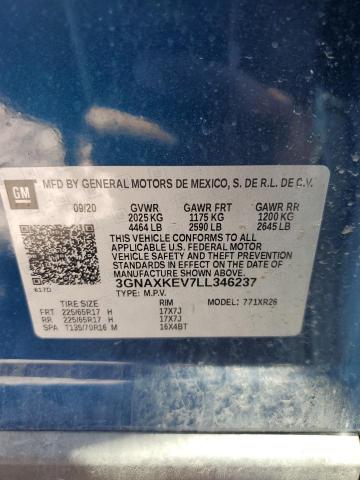 GM
MFD BY GENERAL MOTORS DE MEXICO, S. DE R.L. DE C.V.
09/20 GVWR GAWR FRT GAWR RR
2025 KG 1175 KG 1200 KG
4464 LB 2590 LB 2645 LB
THIS VEHICLE CONFORMS TO ALL
APPLICABLE U.S. FEDERAL MOTOR
VEHICLE SAFETY, BUMPER, AND THEFT
PREVENTION STANDARDS IN EFFECT ON
THE DATE OF MANUFACTURE SHOWN ABOVE.
617D 3GNAXKEV7LL346237
TYPE: M.P.V. 771XR26
TIRE SIZE RIM
FRT 225/65R17 H 17X7J
RR 225/65R17 H 17X7J
SPA T135/70R16 M 16X4BT